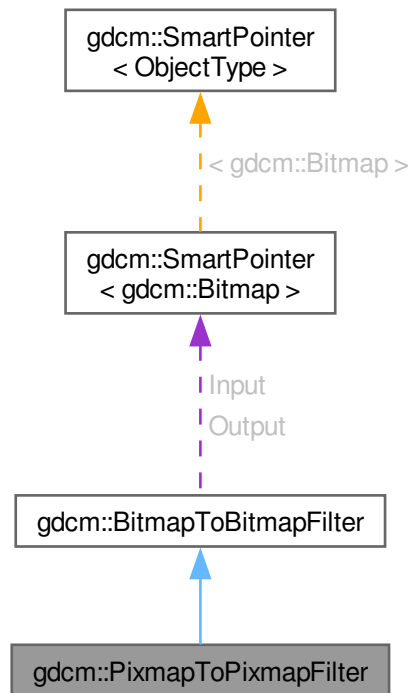 gdcm::SmartPointer
< ObjectType >
< gdcm::Bitmap >
gdcm::SmartPointer
< gdcm::Bitmap >
Input
Output
gdcm::BitmapToBitmapFilter
gdcm::PixmapToPixmapFilter